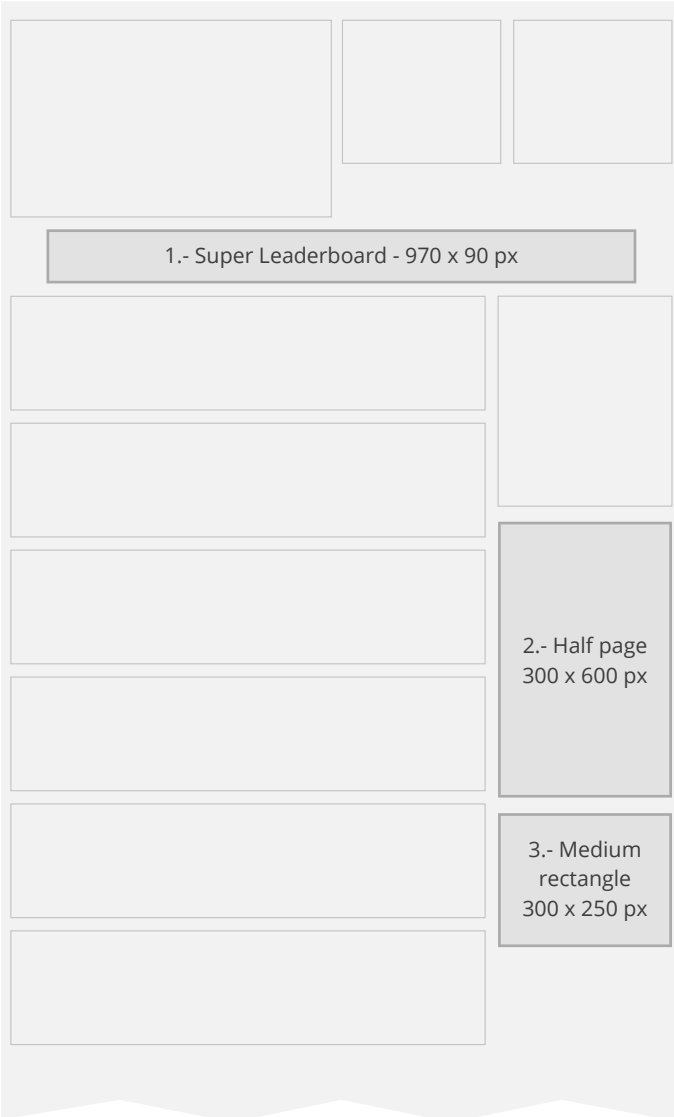 1.- Super Leaderboard - 970 x 90 px
2.- Half page
300 x 600 px
3.- Medium
rectangle
300 x 250 px